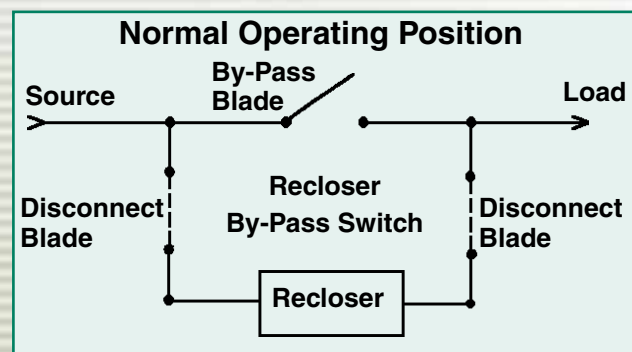 Normal Operating Position
By-Pass
Blade
Source
Load
Disconnect
Blade
Recloser
By-Pass Switch
Disconnect
Blade
Recloser